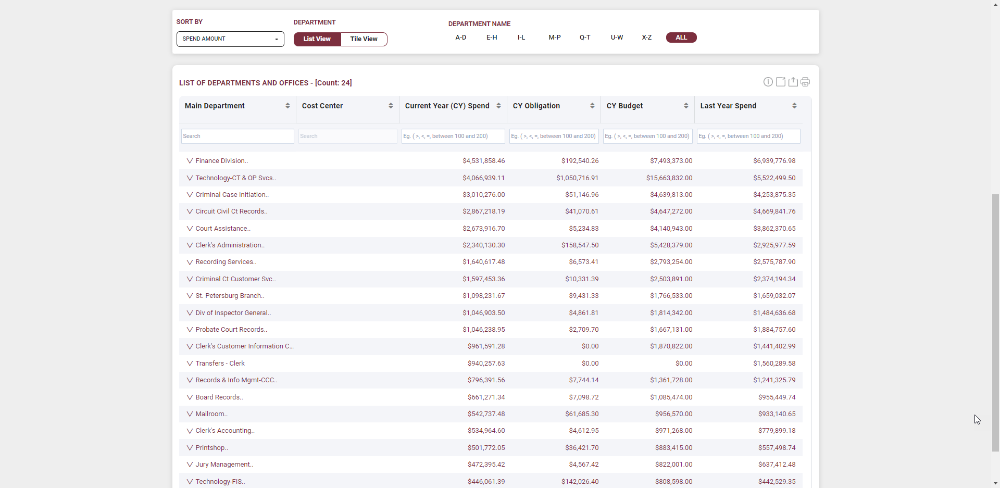 SORT BY
DEPARTMENT
DEPARTMENT NAME
SPEND AMOUNT
List View Tile View
A-D E-H I-L M-P Q-T U-W X-Z ALL
LIST OF DEPARTMENTS AND OFFICES - [Count: 24]
Main Department Cost Center Current Year (CY) Spend CY Obligation CY Budget Last Year Spend
Search Search Eg. ( >, <, =, between 100 and 200) Eg. ( >, <, =, between 100 and 200) Eg. ( >, <, =, between 100 and 200) Eg. ( >, <, =, between 100 and 200)
Finance Division.. $4,531,858.46 $192,540.26 $7,493,373.00 $6,939,776.98
Technology-CT & OP Svcs.. $4,066,939.11 $1,050,716.91 $15,663,832.00 $5,522,499.50
Criminal Case Initiation.. $3,010,276.00 $51,146.96 $4,639,813.00 $4,253,875.35
Circuit Civil Ct Records.. $2,867,218.19 $41,070.61 $4,647,272.00 $4,669,841.76
Court Assistance.. $2,673,916.70 $5,234.83 $4,140,943.00 $3,862,370.65
Clerk's Administration.. $2,340,130.30 $158,547.50 $5,428,379.00 $2,925,977.59
Recording Services.. $1,640,617.48 $6,573.41 $2,793,254.00 $2,575,787.90
Criminal Ct Customer Svc.. $1,597,453.36 $10,331.39 $2,503,891.00 $2,374,194.34
St. Petersburg Branch.. $1,098,231.67 $9,431.33 $1,766,533.00 $1,659,032.07
Div of Inspector General.. $1,046,903.50 $4,861.81 $1,814,342.00 $1,484,636.68
Probate Court Records.. $1,046,238.95 $2,709.70 $1,667,131.00 $1,884,757.60
Clerk's Customer Information C... $961,591.28 $0.00 $1,870,822.00 $1,441,402.99
Transfers - Clerk $940,257.63 $0.00 $0.00 $1,560,289.58
Records & Info Mgmt-CCC.. $796,391.56 $7,744.14 $1,361,728.00 $1,241,325.79
Board Records.. $661,271.34 $7,098.72 $1,085,474.00 $955,449.74
Mailroom.. $542,737.48 $61,685.30 $956,570.00 $933,140.65
Clerk's Accounting.. $534,964.60 $4,612.95 $971,268.00 $779,899.18
Printshop.. $501,772.05 $36,421.70 $883,415.00 $557,498.74
Jury Management.. $472,395.42 $4,567.42 $822,001.00 $637,412.48
Technology-FIS.. $446,061.39 $142,026.40 $808,598.00 $442,529.35